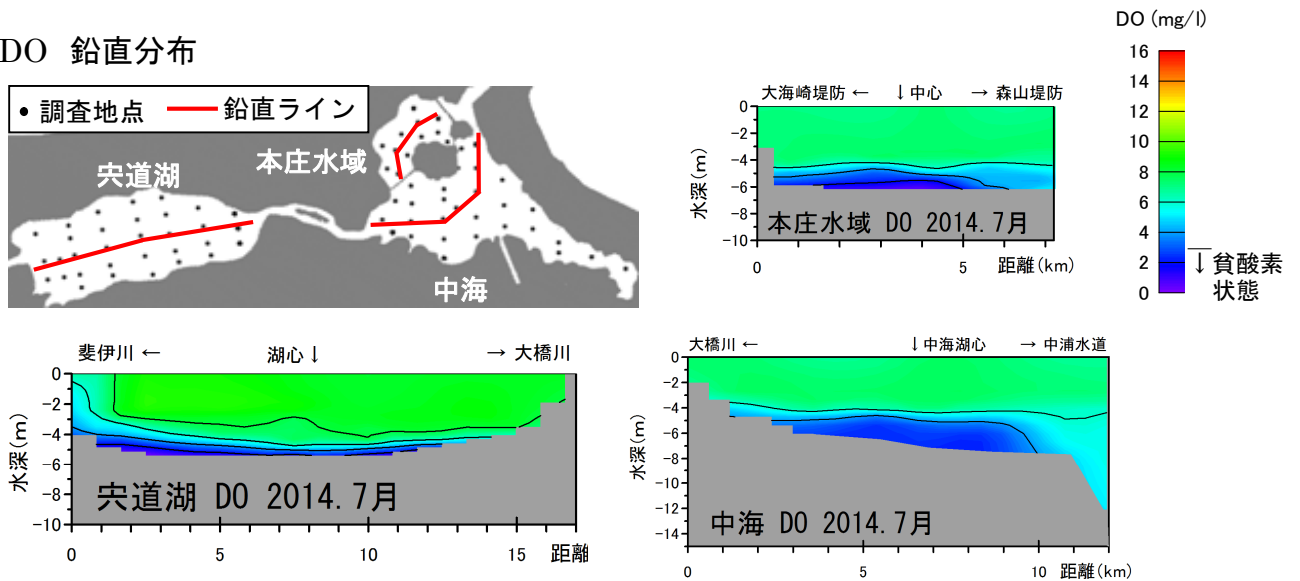 DO 鉛直分布
• 調査地点 ━ 鉛直ライン
宍道湖
本庄水域
中海
大海崎堤防 ← ↓中心 → 森山堤防
水深(m)
0
-2
-4
-6
-8
-10
本庄水域 DO 2014.7月
0 5 距離(km)
DO (mg/l)
16
14
12
10
8
6
4
2
0
↓貧酸素
状態
斐伊川 ← 湖心↓ → 大橋川
水深(m)
0
-2
-4
-6
-8
-10
宍道湖 DO 2014.7月
0 5 10 15 距離
大橋川 ← ↓中海湖心 → 中浦水道
水深(m)
0
-2
-4
-6
-8
-10
-12
-14
中海 DO 2014.7月
0 5 10 距離(km)